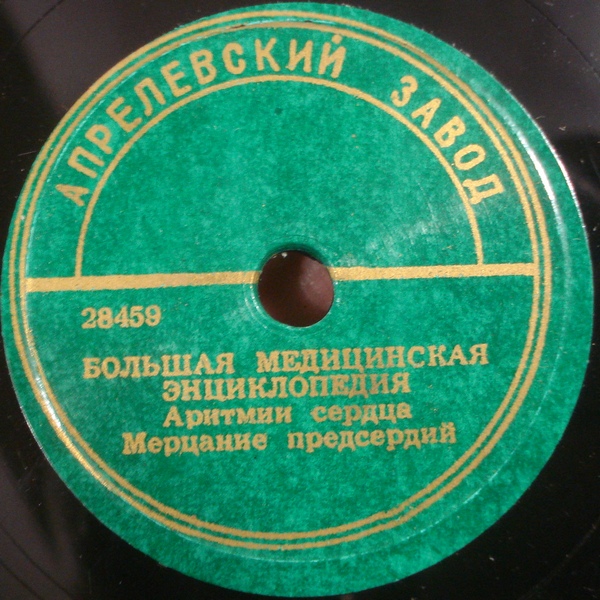 АПРЕЛЕВСКИЙ ЗАВОД
28459
БОЛЬШАЯ МЕДИЦИНСКАЯ
ЭНЦИКЛОПЕДИЯ
Аритмии сердца
Мерцание предсердий